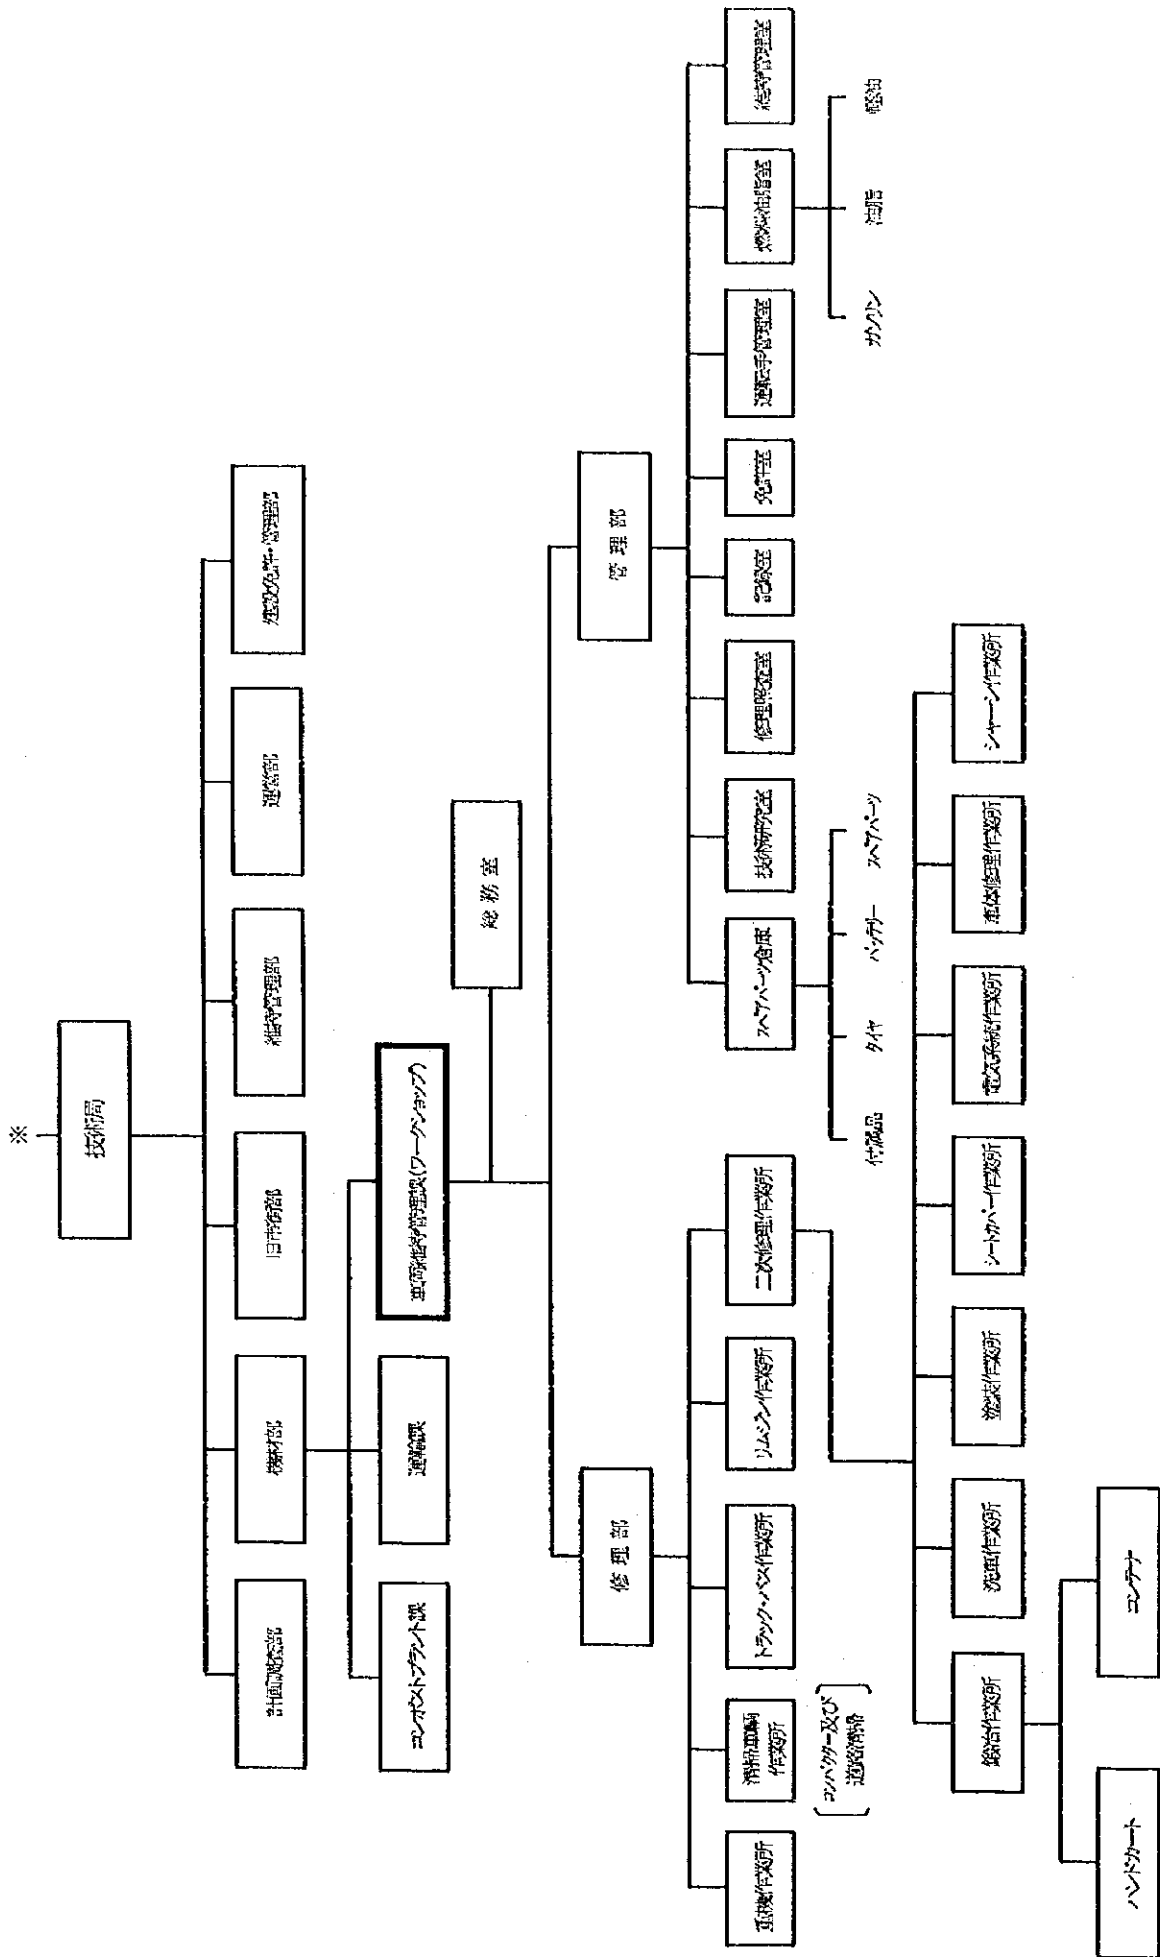 ※
技術局
計画調査部
機材部
旧市街部
維持管理部
運営部
建設免許・管理部
コンポストプラント課
運輸課
車両維持管理課(ワークショップ)
総務室
修理部
管理部
重機作業所
清掃車輌
作業所
コンパクター及び
道路清掃
トラック・バス作業所
リムジン作業所
二次修理作業所
スペアパーツ倉庫
技術研究室
修理照査室
記録室
免許室
運転手管理室
燃料油脂室
維持管理室
付属品
タイヤ
バッテリー
スペアパーツ
ガソリン
油脂
軽油
鍛冶作業所
洗車作業所
塗装作業所
シートカバー作業所
電気系統作業所
車体修理作業所
シャーシ作業所
ハンドカート
コンテナ